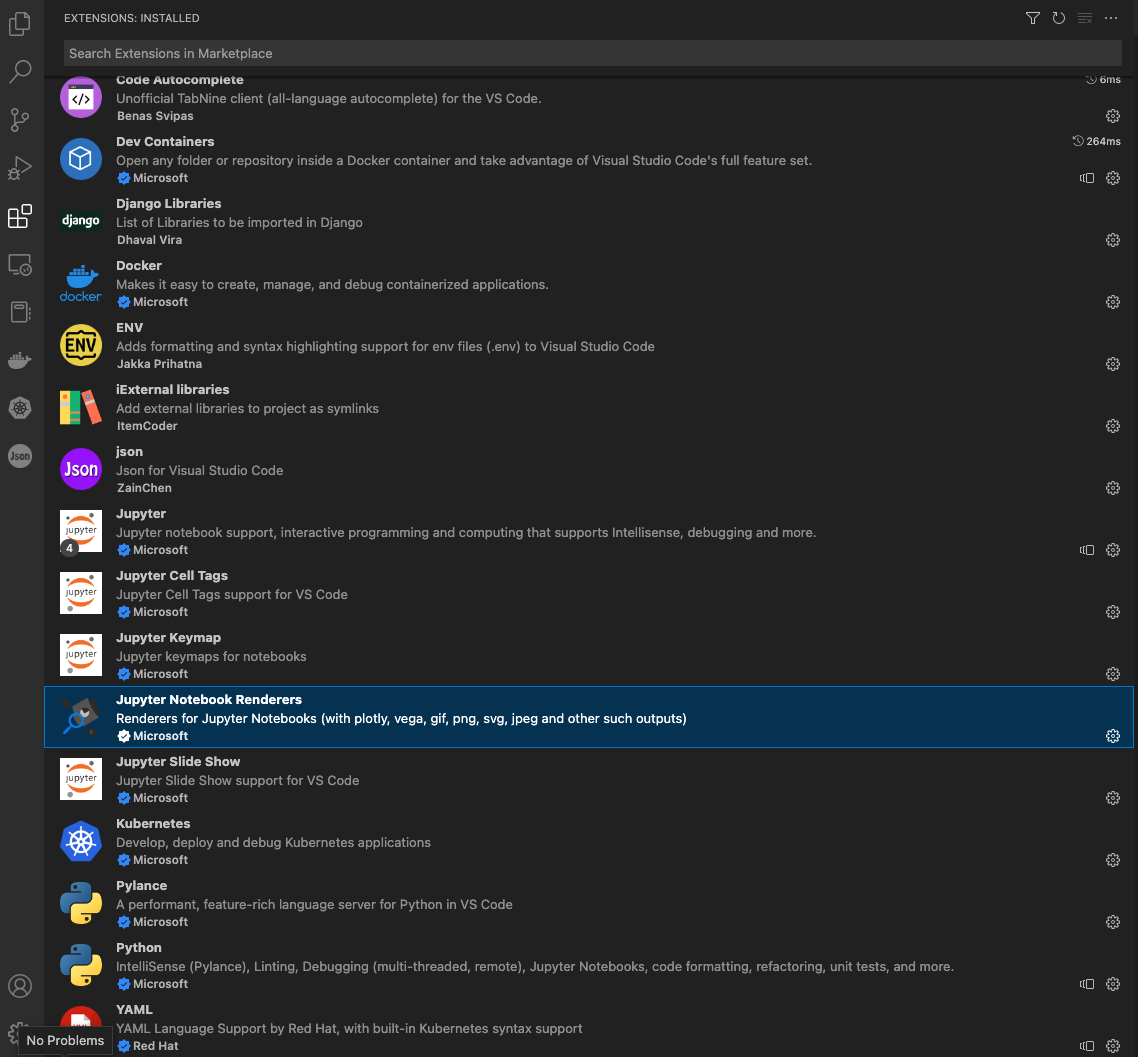 EXTENSIONS: INSTALLED
Search Extensions in Marketplace
Code Autocomplete
6ms
Unofficial TabNine client (all-language autocomplete) for the VS Code.
Benas Svipas
Dev Containers
264ms
Open any folder or repository inside a Docker container and take advantage of Visual Studio Code's full feature set.
Microsoft
django
Django Libraries
List of Libraries to be imported in Django
Dhaval Vira
docker
Docker
Makes it easy to create, manage, and debug containerized applications.
Microsoft
ENV
ENV
Adds formatting and syntax highlighting support for env files (.env) to Visual Studio Code
Jakka Prihatna
iExternal libraries
Add external libraries to project as symlinks
ItemCoder
Json
Json
json
Json for Visual Studio Code
ZainChen
jupyter
4
Jupyter
Jupyter notebook support, interactive programming and computing that supports Intellisense, debugging and more.
Microsoft
jupyter
Jupyter Cell Tags
Jupyter Cell Tags support for VS Code
Microsoft
jupyter
Jupyter Keymap
Jupyter keymaps for notebooks
Microsoft
Jupyter Notebook Renderers
Renderers for Jupyter Notebooks (with plotly, vega, gif, png, svg, jpeg and other such outputs)
Microsoft
jupyter
Jupyter Slide Show
Jupyter Slide Show support for VS Code
Microsoft
Kubernetes
Develop, deploy and debug Kubernetes applications
Microsoft
Pylance
A performant, feature-rich language server for Python in VS Code
Microsoft
Python
IntelliSense (Pylance), Linting, Debugging (multi-threaded, remote), Jupyter Notebooks, code formatting, refactoring, unit tests, and more.
Microsoft
YAML
YAML Language Support by Red Hat, with built-in Kubernetes syntax support
Red Hat
No Problems